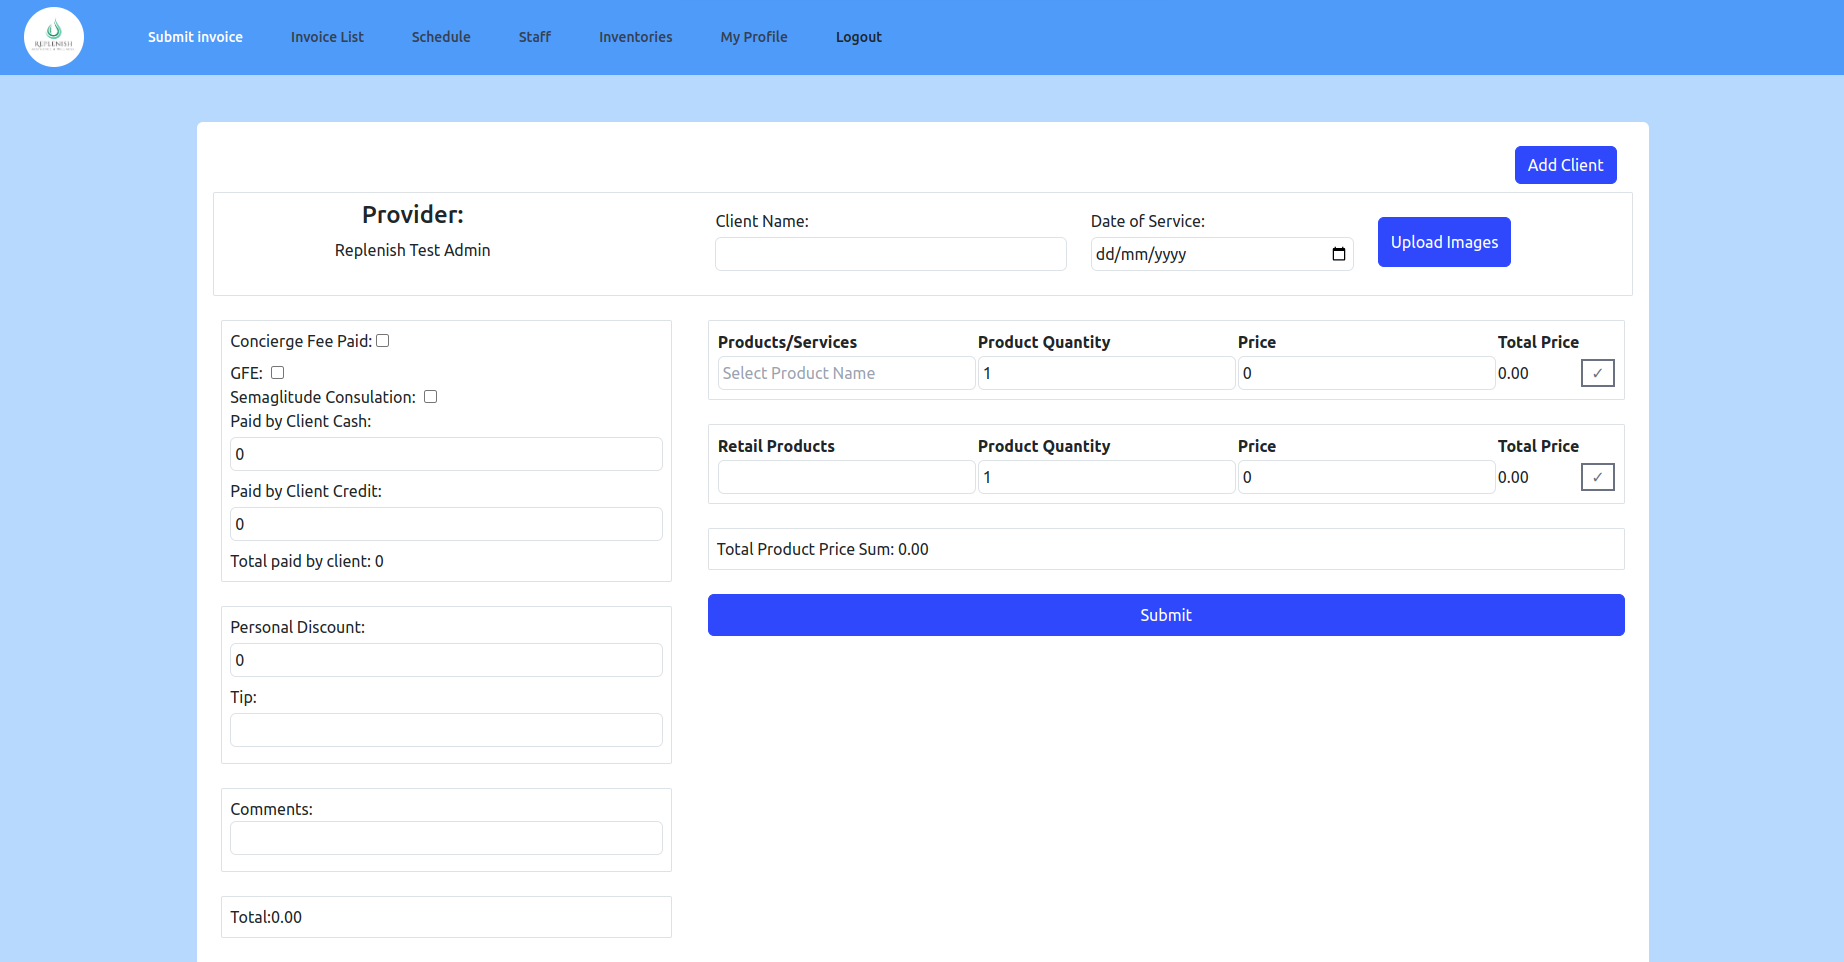 REPLENISH
Submit invoice
Invoice List
Schedule
Staff
Inventories
My Profile
Logout
Add Client
Provider:
Replenish Test Admin
Client Name:
Date of Service:
dd/mm/yyyy
Upload Images
Concierge Fee Paid:
GFE:
Semaglitude Consulation:
Paid by Client Cash:
0
Paid by Client Credit:
0
Total paid by client: 0
Personal Discount:
0
Tip:
Comments:
Total:0.00
Products/Services Product Quantity Price Total Price
Select Product Name 1 0 0.00 ✓
Retail Products Product Quantity Price Total Price
1 0 0.00 ✓
Total Product Price Sum: 0.00
Submit